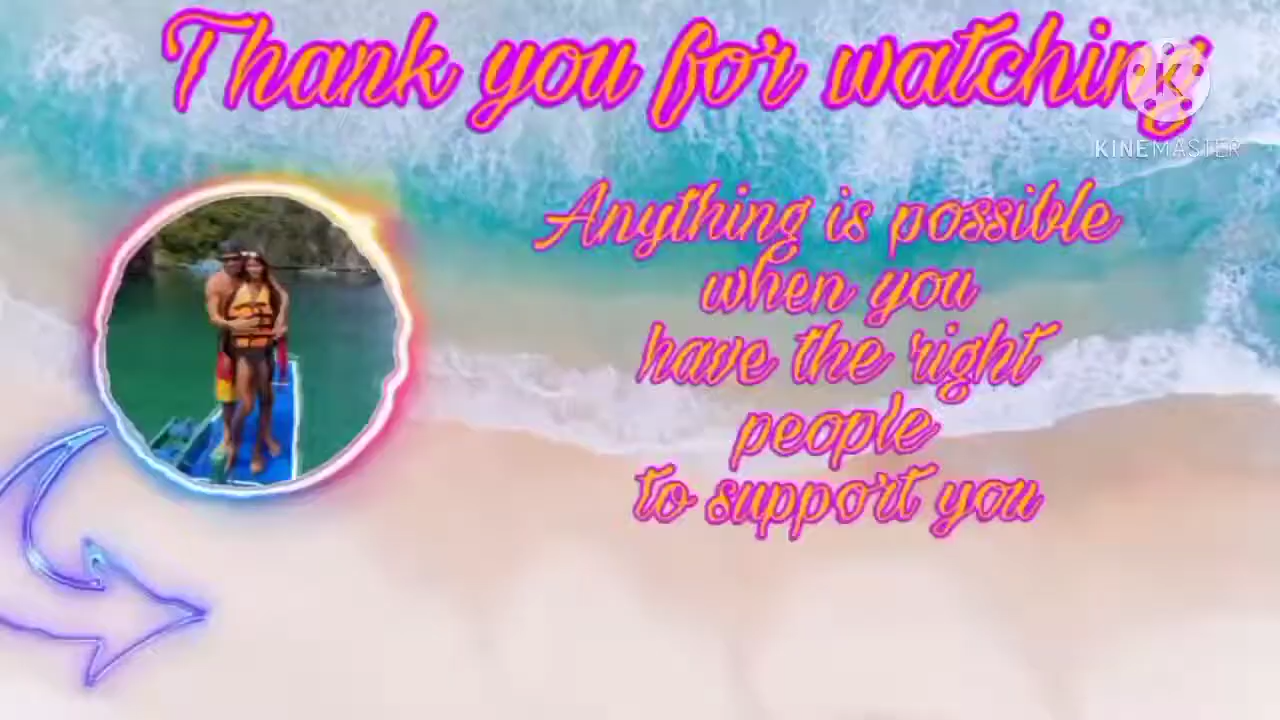 Thank you for watching
K
KINEMASTER
Anything is possible
when you
have the right
people
to support you